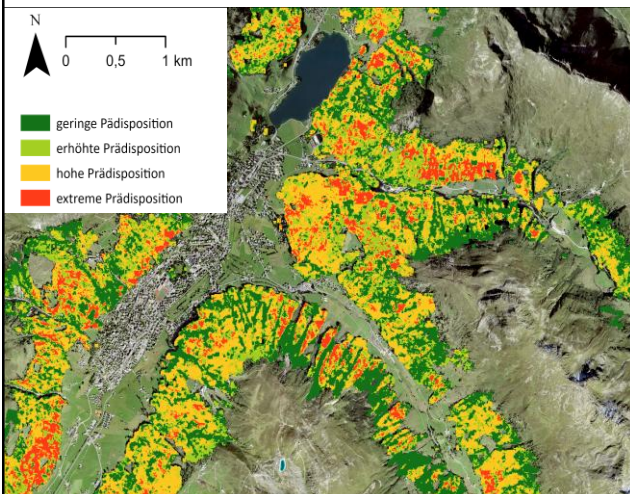 N
0 0,5 1 km
geringe Pädisposition
erhöhte Prädisposition
hohe Prädisposition
extreme Prädisposition